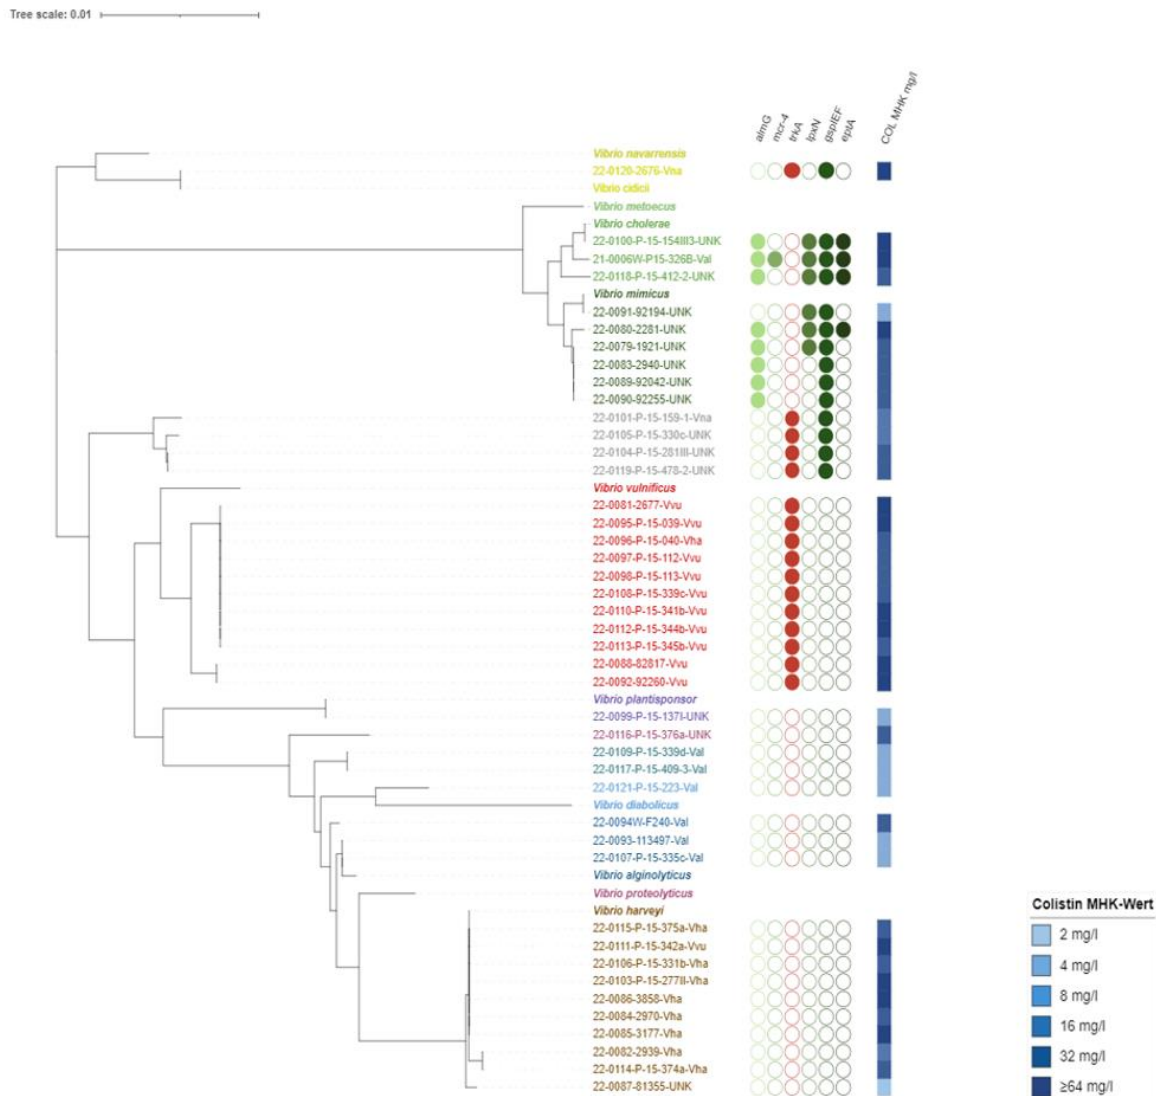 Tree scale: 0.01
almG mcr-4 trkA lpxN gspIEF eptA COL MHK mg/l
Vibrio navarrensis
22-0120-2676-Vna
Vibrio cidicii
Vibrio metoecus
Vibrio cholerae
22-0100-P-15-154III3-UNK
21-0006W-P15-326B-Val
22-0118-P-15-412-2-UNK
Vibrio mimicus
22-0091-92194-UNK
22-0080-2281-UNK
22-0079-1921-UNK
22-0083-2940-UNK
22-0089-92042-UNK
22-0090-92255-UNK
22-0101-P-15-159-1-Vna
22-0105-P-15-330c-UNK
22-0104-P-15-281III-UNK
22-0119-P-15-478-2-UNK
Vibrio vulnificus
22-0081-2677-Vvu
22-0095-P-15-039-Vvu
22-0096-P-15-040-Vha
22-0097-P-15-112-Vvu
22-0098-P-15-113-Vvu
22-0108-P-15-339c-Vvu
22-0110-P-15-341b-Vvu
22-0112-P-15-344b-Vvu
22-0113-P-15-345b-Vvu
22-0088-82817-Vvu
22-0092-92260-Vvu
Vibrio plantisponsor
22-0099-P-15-137I-UNK
22-0116-P-15-376a-UNK
22-0109-P-15-339d-Val
22-0117-P-15-409-3-Val
22-0121-P-15-223-Val
Vibrio diabolicus
22-0094W-F240-Val
22-0093-113497-Val
22-0107-P-15-335c-Val
Vibrio alginolyticus
Vibrio proteolyticus
Vibrio harveyi
22-0115-P-15-375a-Vha
22-0111-P-15-342a-Vvu
22-0106-P-15-331b-Vha
22-0103-P-15-277II-Vha
22-0086-3858-Vha
22-0084-2970-Vha
22-0085-3177-Vha
22-0082-2939-Vha
22-0114-P-15-374a-Vha
22-0087-81355-UNK
Colistin MHK-Wert
2 mg/l
4 mg/l
8 mg/l
16 mg/l
32 mg/l
≥64 mg/l